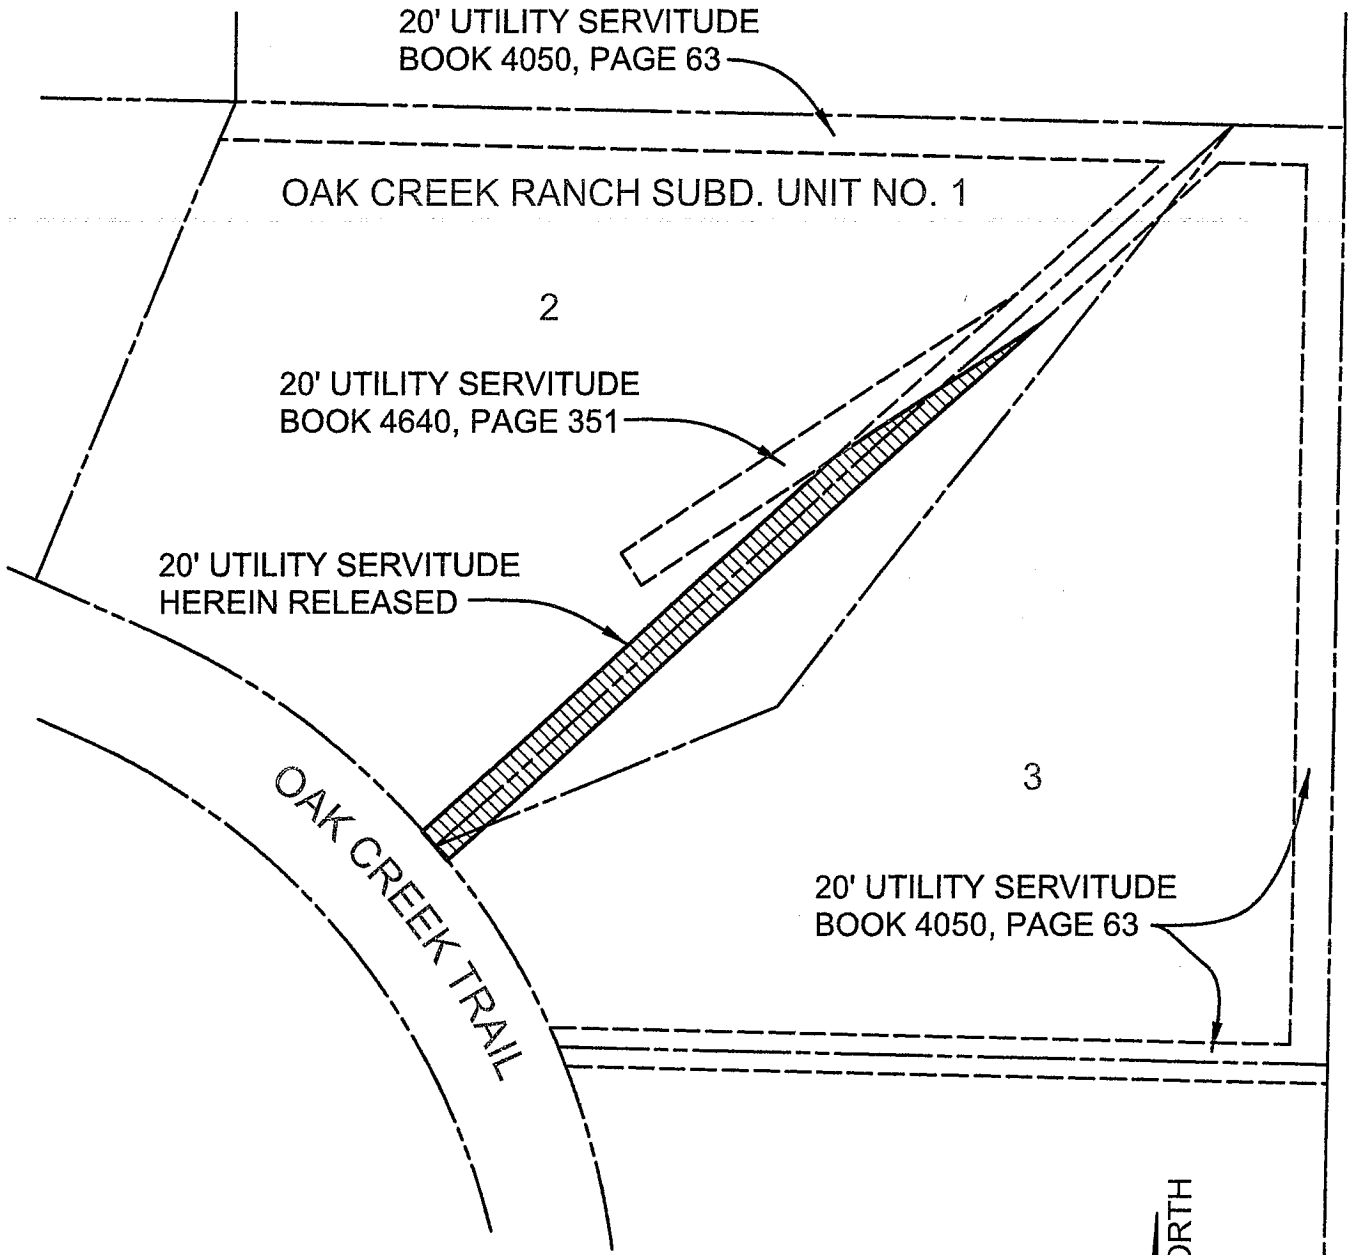 20' UTILITY SERVITUDE
BOOK 4050, PAGE 63
OAK CREEK RANCH SUBD. UNIT NO. 1
2
20' UTILITY SERVITUDE
BOOK 4640, PAGE 351
20' UTILITY SERVITUDE
HEREIN RELEASED
OAK CREEK TRAIL
3
20' UTILITY SERVITUDE
BOOK 4050, PAGE 63
ORTH